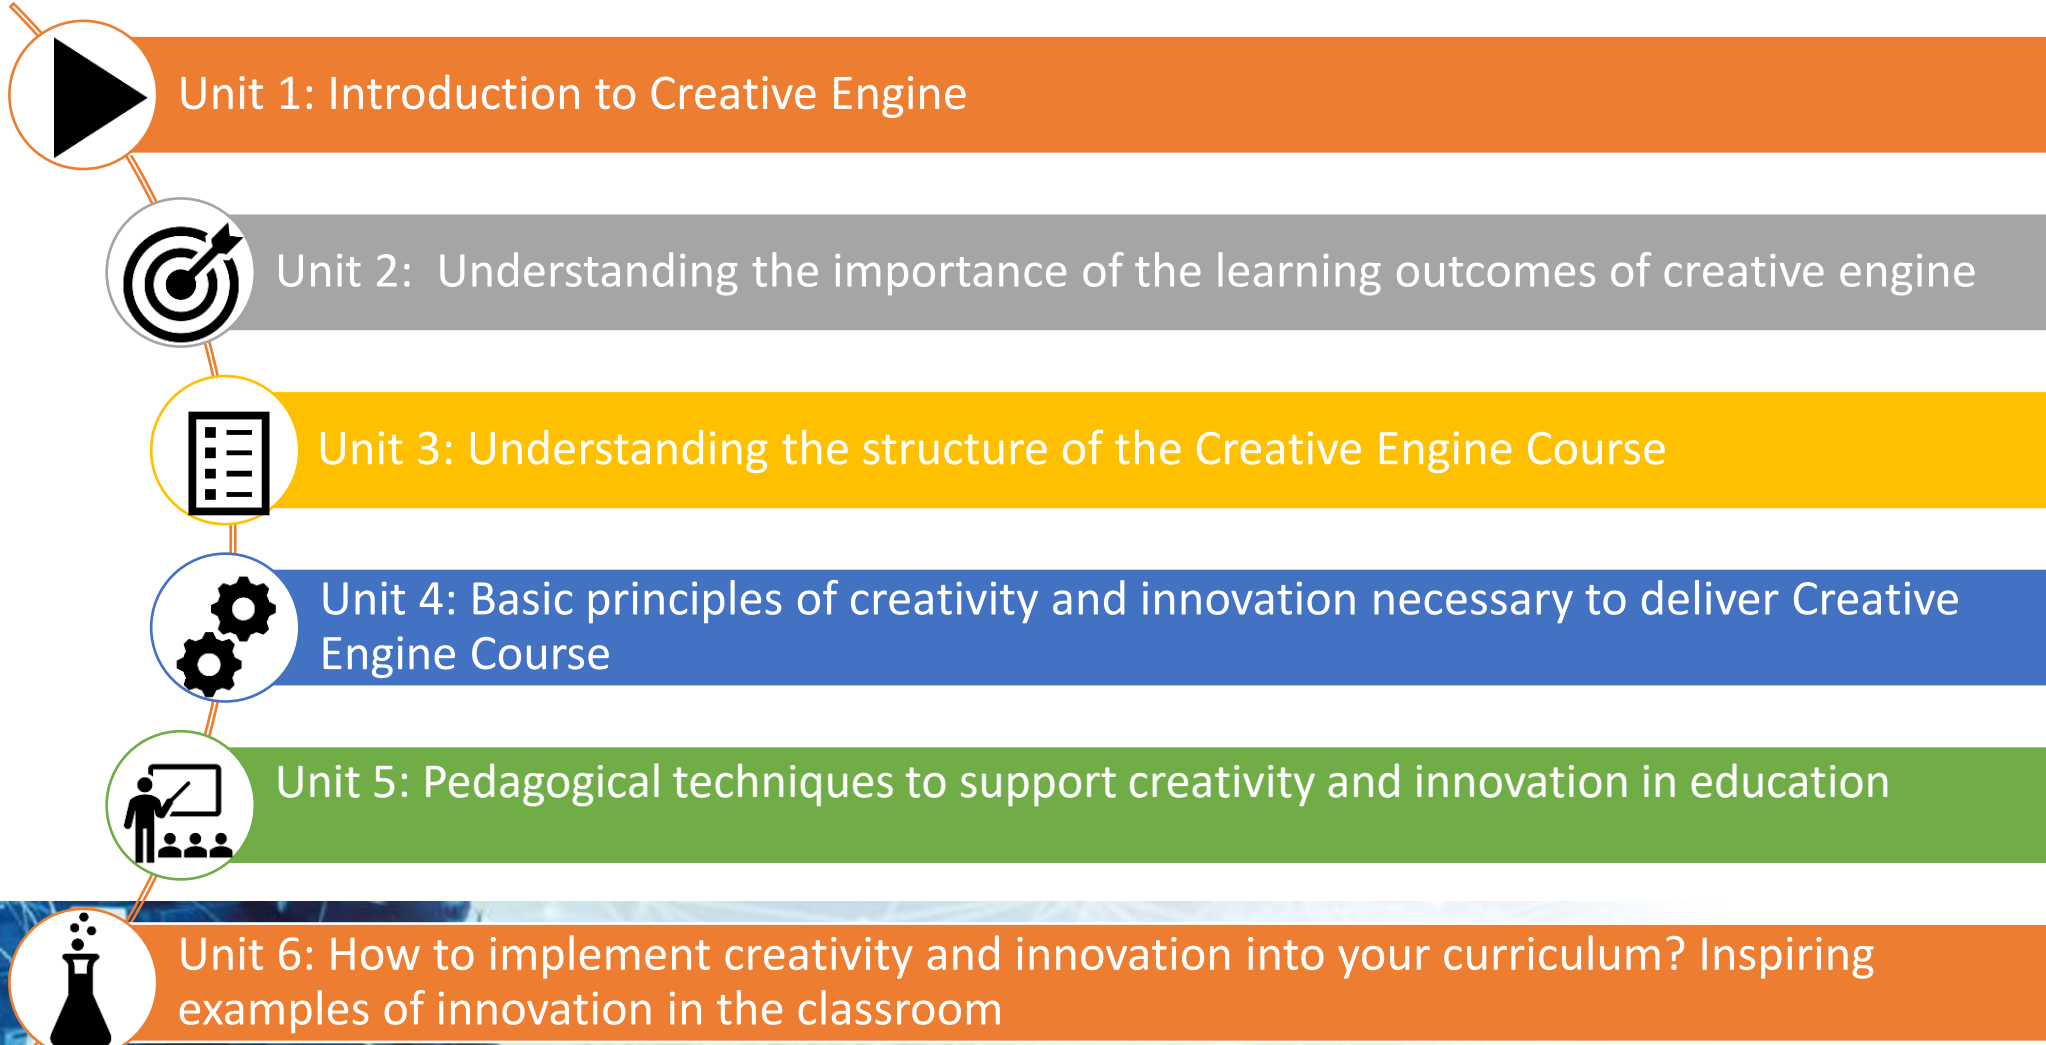 Unit 1: Introduction to Creative Engine
Unit 2:  Understanding the importance of the learning outcomes of creative engine
Unit 3: Understanding the structure of the Creative Engine Course
Unit 4: Basic principles of creativity and innovation necessary to deliver Creative
Engine Course
Unit 5: Pedagogical techniques to support creativity and innovation in education
Unit 6: How to implement creativity and innovation into your curriculum? Inspiring
examples of innovation in the classroom